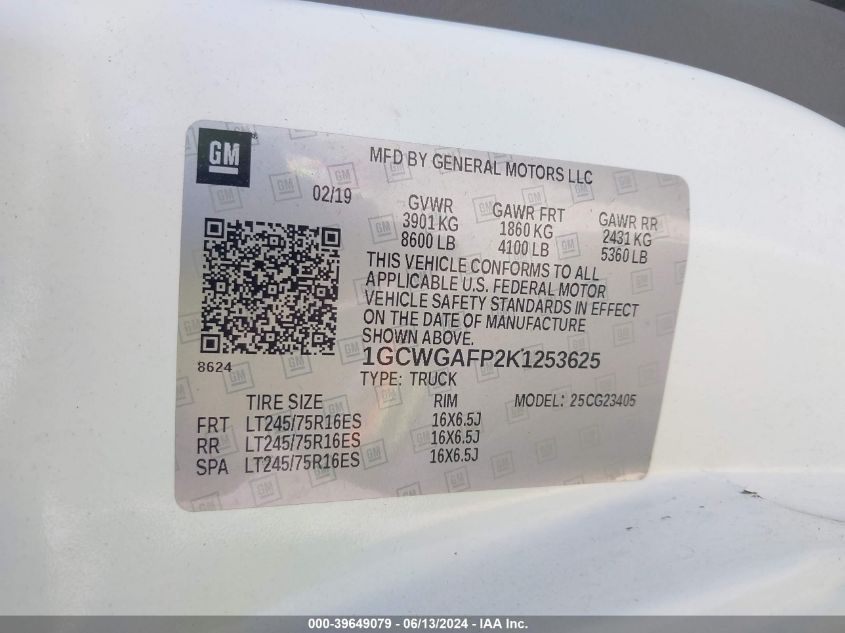 GM
MFD BY GENERAL MOTORS LLC
02/19
GVWR GAWR FRT GAWR RR
3901 KG 1860 KG 2431 KG
8600 LB 4100 LB 5360 LB
THIS VEHICLE CONFORMS TO ALL
APPLICABLE U.S. FEDERAL MOTOR
VEHICLE SAFETY STANDARDS IN EFFECT
ON THE DATE OF MANUFACTURE
SHOWN ABOVE.
8624
1GCWGAFP2K1253625
TYPE: TRUCK
MODEL: 25CG23405
TIRE SIZE RIM
FRT LT245/75R16ES 16X6.5J
RR LT245/75R16ES 16X6.5J
SPA LT245/75R16ES 16X6.5J
000-39649079 - 06/13/2024 - IAA Inc.